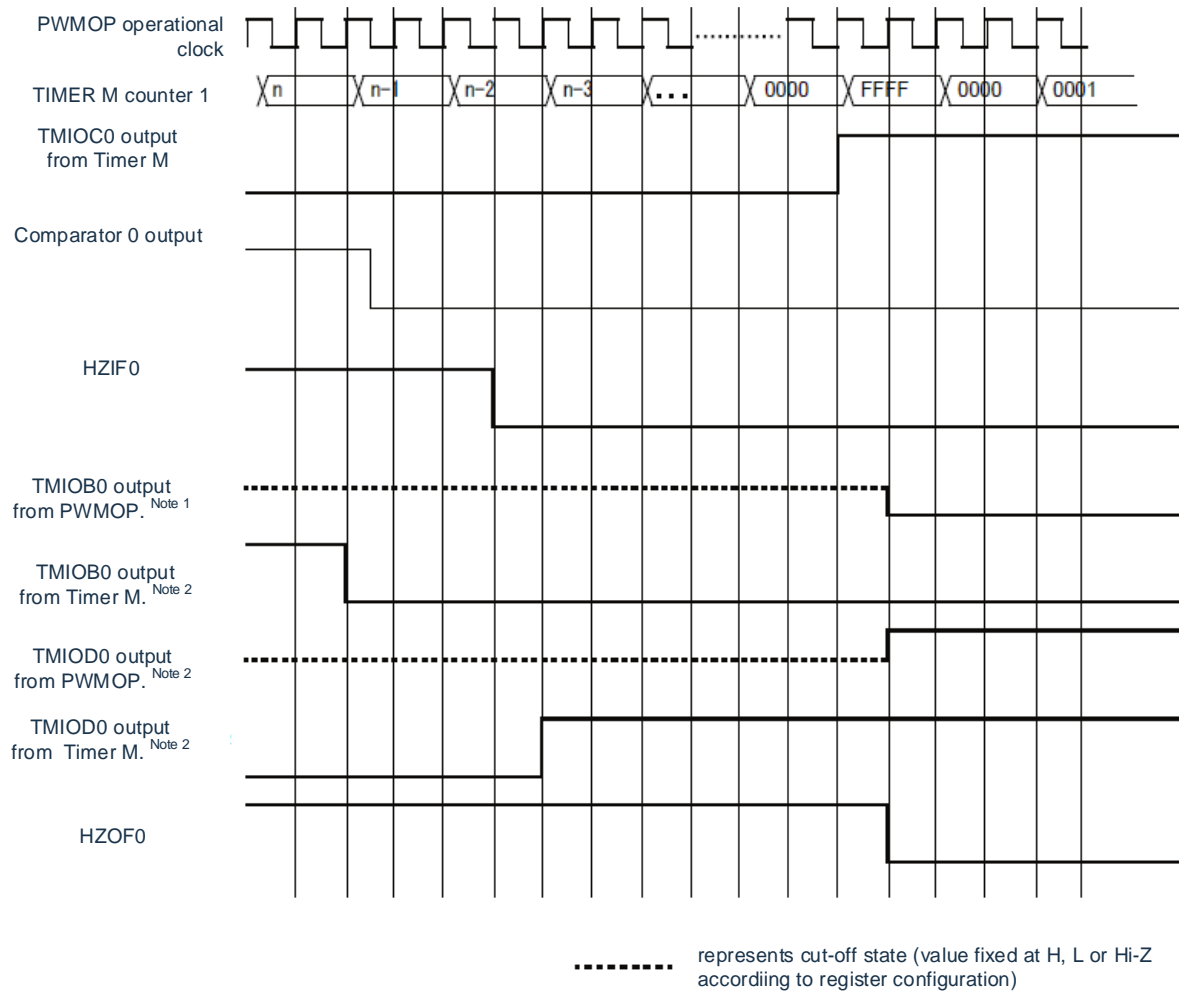 PWMOP operational
clock
TIMER M counter 1
n n-1 n-2 n-3 ... 0000 FFFF 0000 0001
TMIOC0 output
from Timer M
Comparator 0 output
HZIF0
TMIOB0 output
from PWMOP. Note 1
TMIOB0 output
from Timer M. Note 2
TMIOD0 output
from PWMOP. Note 2
TMIOD0 output
from Timer M. Note 2
HZOF0
represents cut-off state (value fixed at H, L or Hi-Z
accordiing to register configuration)